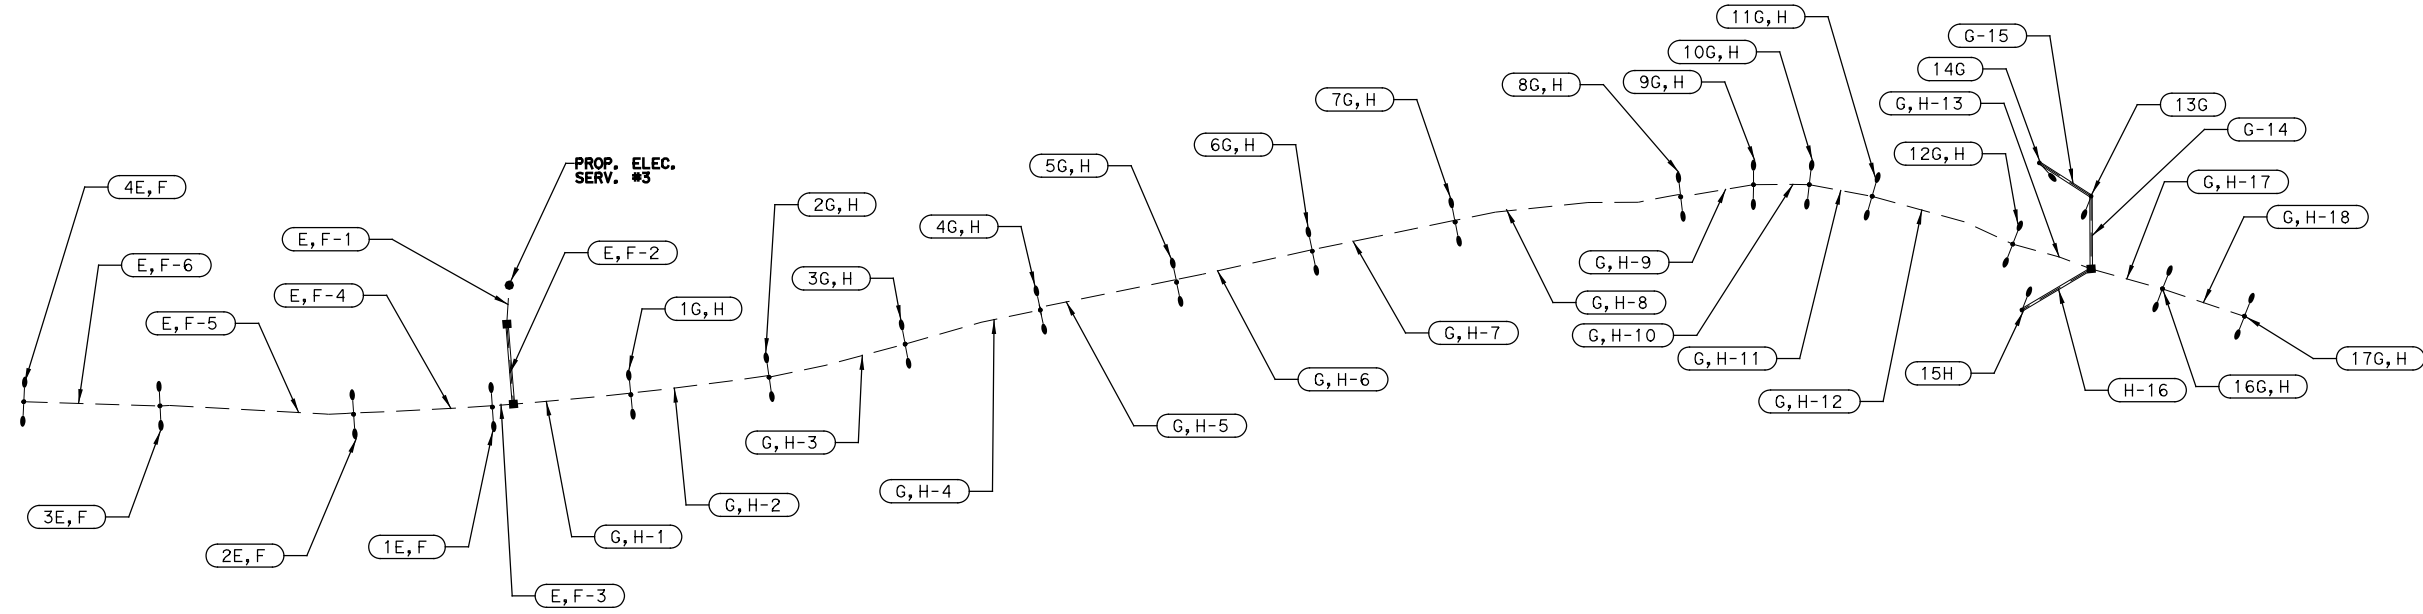 11G,H
10G,H
G-15
9G,H
14G
8G,H
7G,H
G,H-13
13G
G-14
6G,H
12G,H
PROP. ELEC.
SERV. #3
5G,H
4E,F
G,H-17
2G,H
G,H-18
4G,H
E,F-1
E,F-2
E,F-6
G,H-9
3G,H
E,F-4
G,H-8
1G,H
E,F-5
G,H-7
G,H-10
G,H-11
17G,H
15H
G,H-6
16G,H
H-16
G,H-12
G,H-5
G,H-3
G,H-4
G,H-2
3E,F
G,H-1
1E,F
2E,F
E,F-3